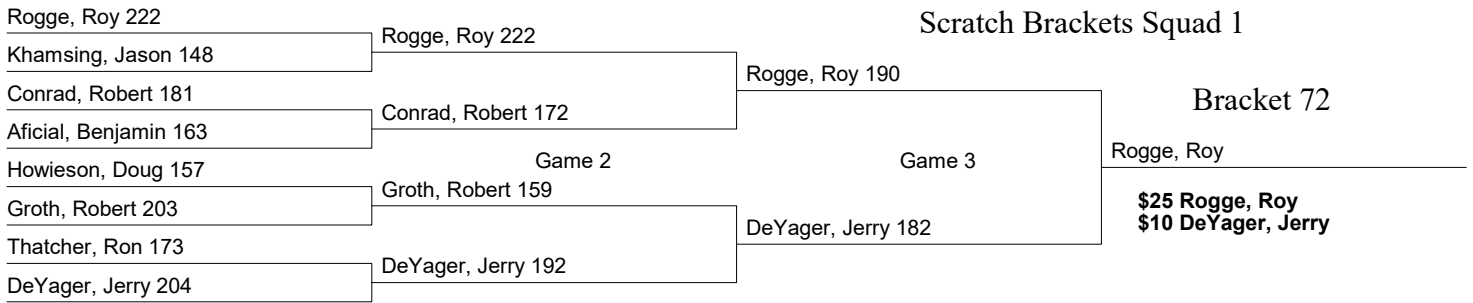 Scratch Brackets Squad 1
Bracket 72
Rogge, Roy 222
Khamsing, Jason 148
Conrad, Robert 181
Aficial, Benjamin 163
Howieson, Doug 157
Groth, Robert 203
Thatcher, Ron 173
DeYager, Jerry 204
Rogge, Roy 222
Conrad, Robert 172
Game 2
Groth, Robert 159
DeYager, Jerry 192
Rogge, Roy 190
Game 3
DeYager, Jerry 182
Rogge, Roy
$25 Rogge, Roy
$10 DeYager, Jerry